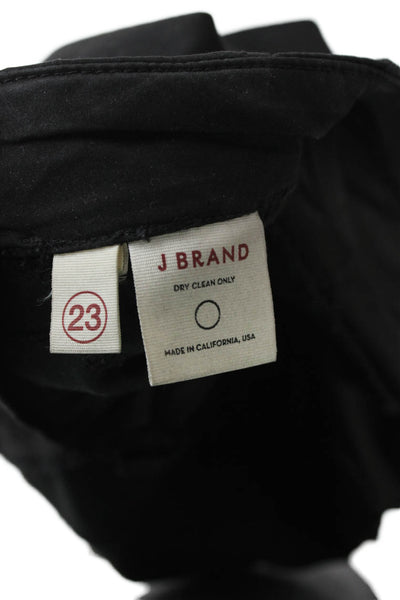 23
J BRAND
DRY CLEAN ONLY
MADE IN CALIFORNIA, USA